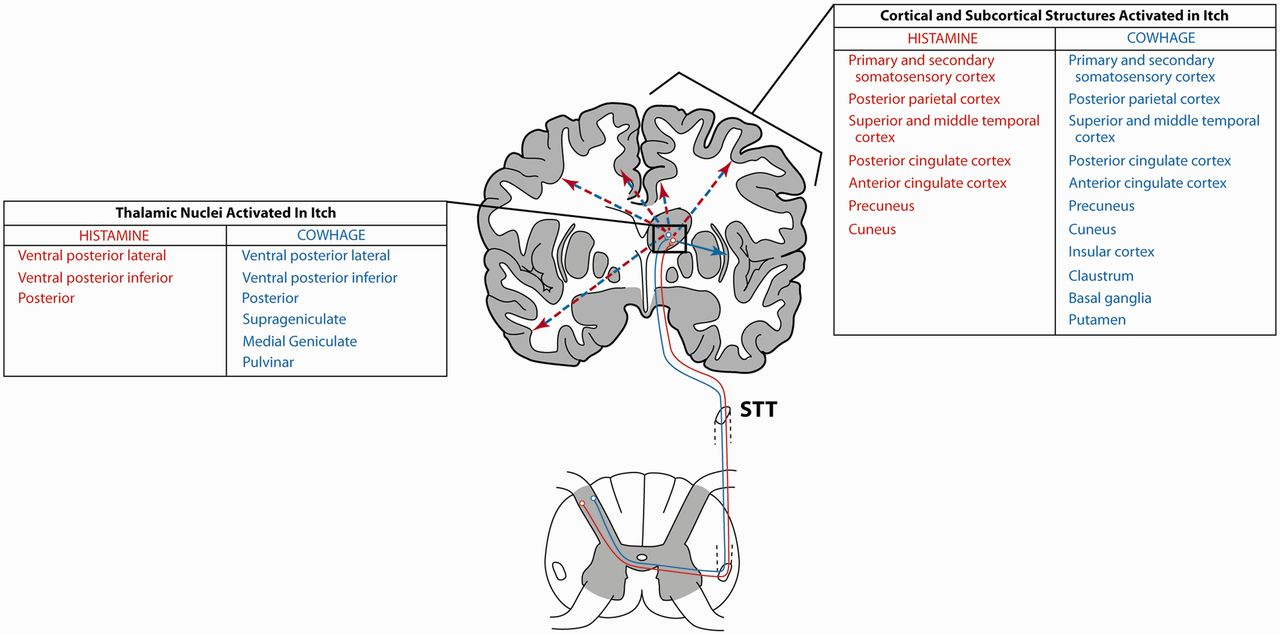 Cortical and Subcortical Structures Activated in Itch
HISTAMINE
COWHAGE
Primary and secondary
somatosensory cortex
Posterior parietal cortex
Superior and middle temporal
cortex
Posterior cingulate cortex
Anterior cingulate cortex
Precuneus
Cuneus
Primary and secondary
somatosensory cortex
Posterior parietal cortex
Superior and middle temporal
cortex
Posterior cingulate cortex
Anterior cingulate cortex
Precuneus
Cuneus
Insular cortex
Claustrum
Basal ganglia
Putamen
Thalamic Nuclei Activated In Itch
HISTAMINE
COWHAGE
Ventral posterior lateral
Ventral posterior inferior
Posterior
Ventral posterior lateral
Ventral posterior inferior
Posterior
Suprageniculate
Medial Geniculate
Pulvinar
STT